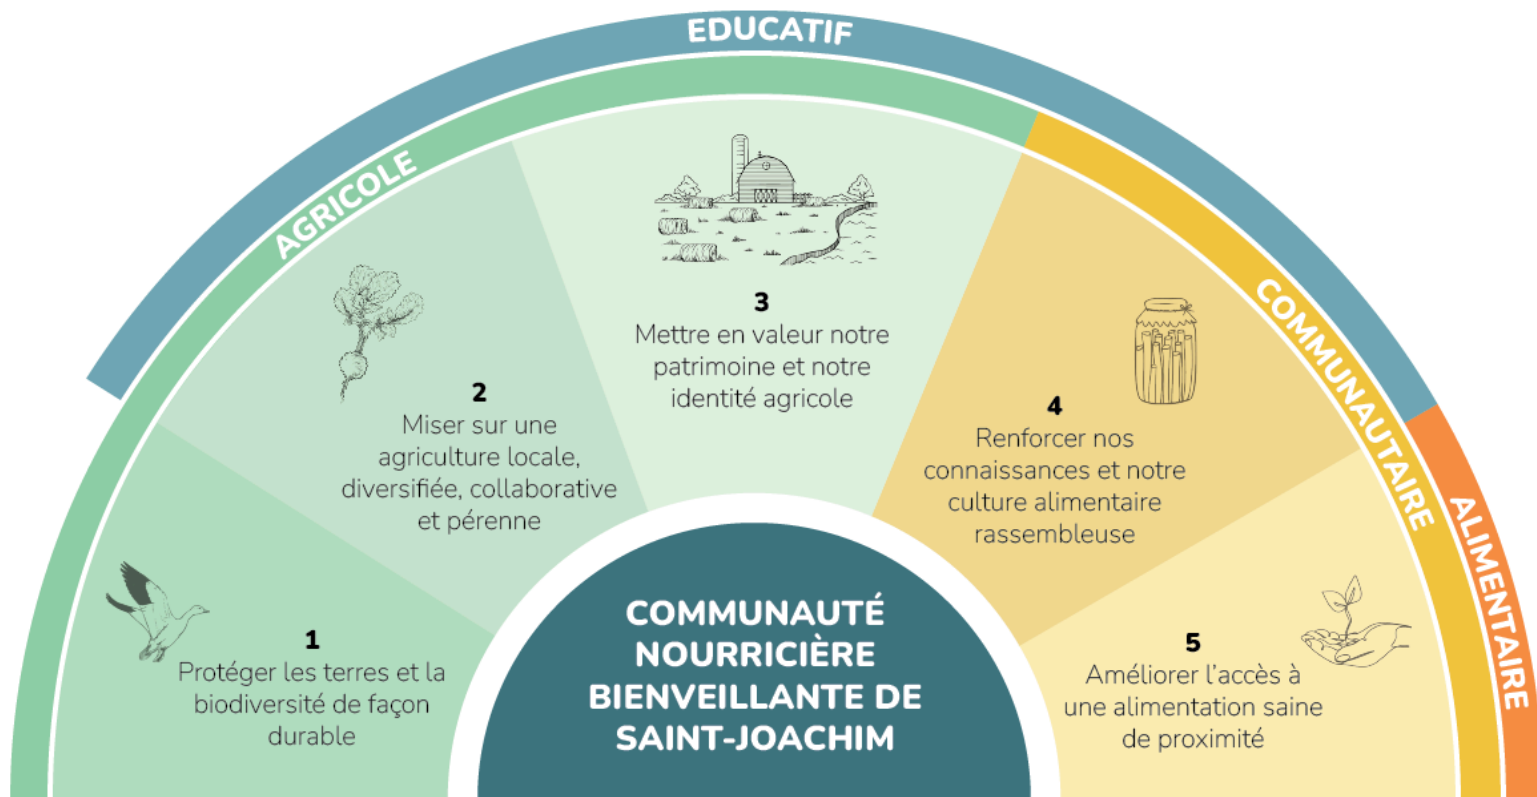 EDUCATIF
AGRICOLE
COMMUNAUTAIRE
ALIMENTAIRE
1
Protéger les terres et la
biodiversité de façon
durable
2
Miser sur une
agriculture locale,
diversifiée, collaborative
et pérenne
3
Mettre en valeur notre
patrimoine et notre
identité agricole
4
Renforcer nos
connaissances et notre
culture alimentaire
rassembleuse
5
Améliorer l'accès à
une alimentation saine
de proximité
COMMUNAUTÉ
NOURRICIÈRE
BIENVEILLANTE DE
SAINT-JOACHIM